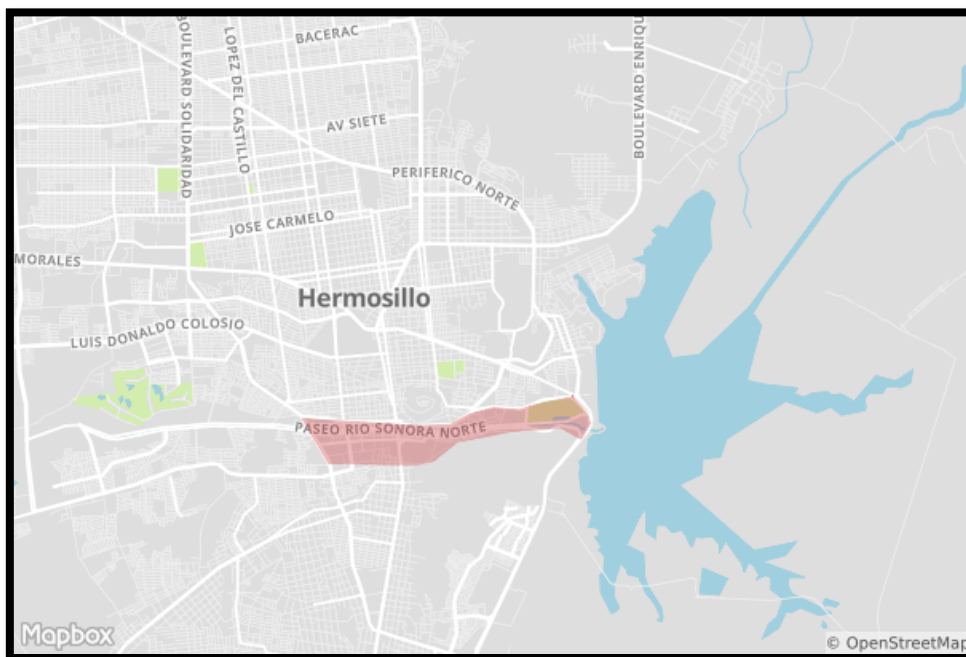 BACERAC
BOULEVARD SOLIDARIDAD
LOPEZ DEL CASTILLO
BOULEVARD ENRIQU
AV SIETE
PERIFERICO NORTE
JOSE CARMELO
MORALES
Hermosillo
LUIS DONALDO COLOSIO
PASEO RIO SONORA NORTE
Mapbox
© OpenStreetMap